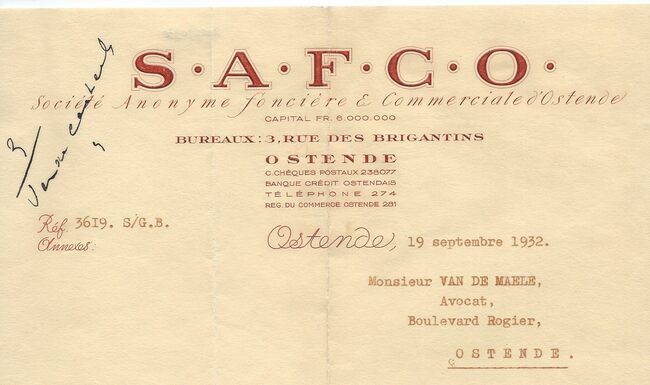 S·A·F·C·O·
Société Anonyme foncière & Commerciale d'Ostende
CAPITAL FR. 6.000.000
BUREAUX: 3, RUE DES BRIGANTINS
OSTENDE
C. CHÈQUES POSTAUX 238077
BANQUE CRÉDIT OSTENDAIS
TÉLÉPHONE 274
REG. DU COMMERCE OSTENDE 281
Réf. 3619. S/G.B.
Annexes:
Ostende, 19 septembre 1932.
Monsieur VAN DE MAELE,
Avocat,
Boulevard Rogier,
OSTENDE.